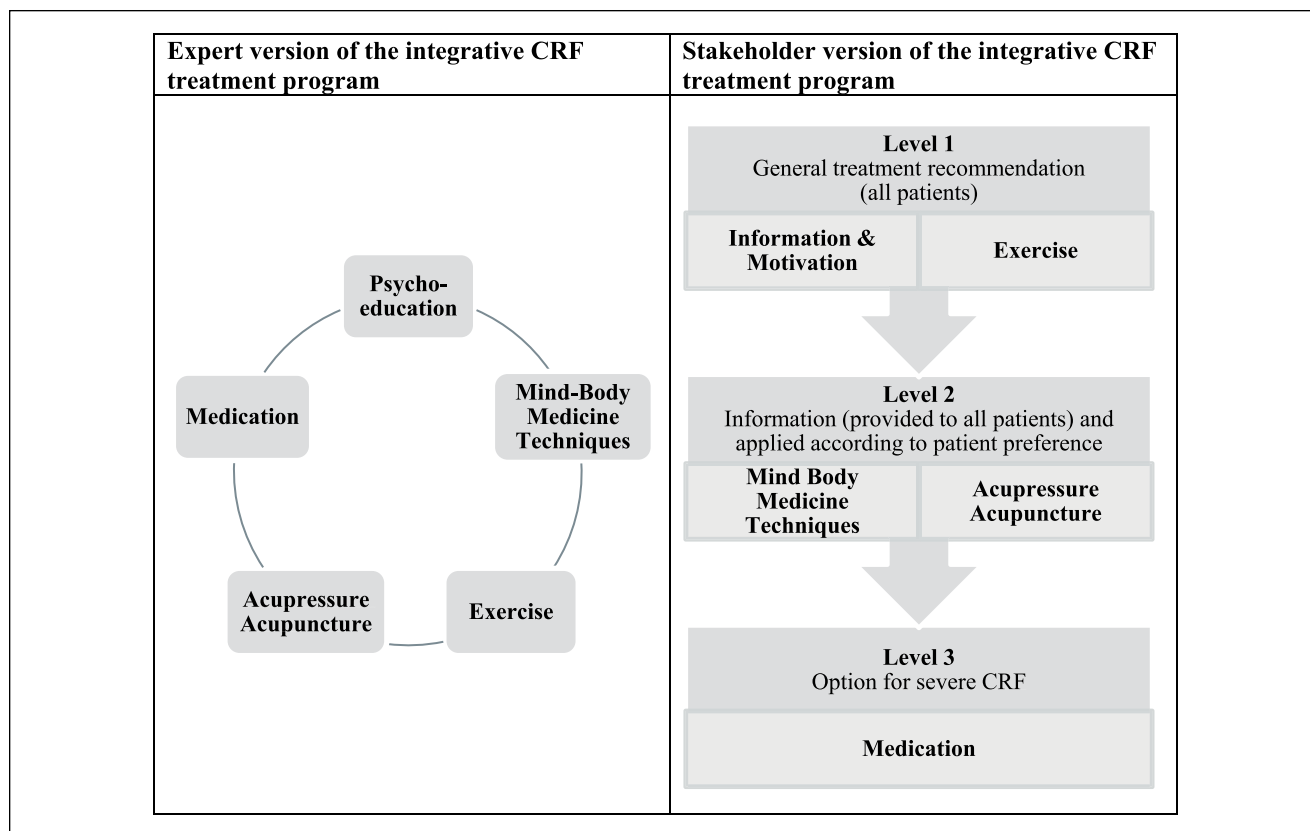 Expert version of the integrative CRF
treatment program
Psycho-
education
Mind-Body
Medicine
Techniques
Exercise
Acupressure
Acupuncture
Medication
Stakeholder version of the integrative CRF
treatment program
Level 1
General treatment recommendation
(all patients)
Information &
Motivation
Exercise
Level 2
Information (provided to all patients) and
applied according to patient preference
Mind Body
Medicine
Techniques
Acupressure
Acupuncture
Level 3
Option for severe CRF
Medication